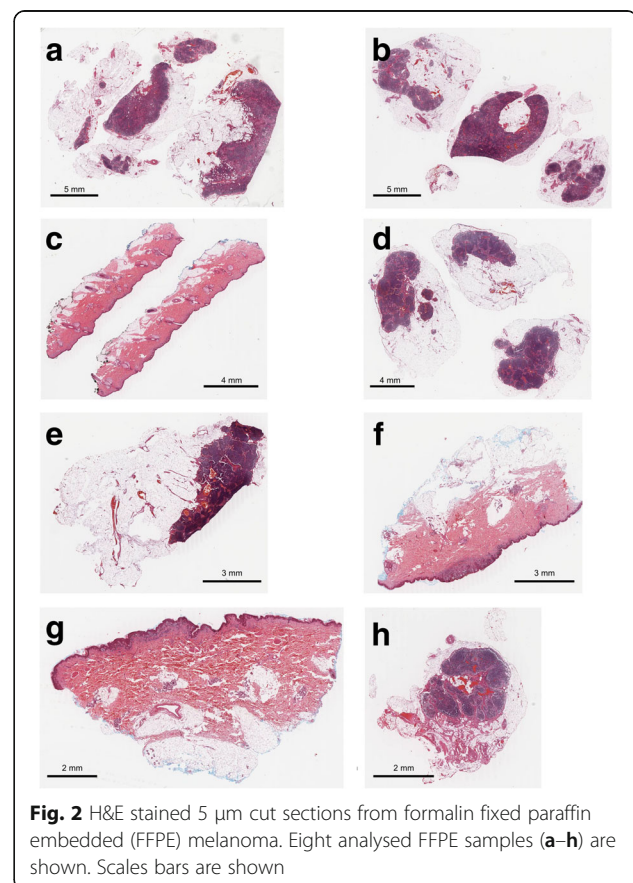 a
b
5 mm
5 mm
c
d
4 mm
4 mm
e
f
3 mm
3 mm
g
h
2 mm
2 mm
Fig. 2 H&E stained 5 μm cut sections from formalin fixed paraffin
embedded (FFPE) melanoma. Eight analysed FFPE samples (a–h) are
shown. Scales bars are shown